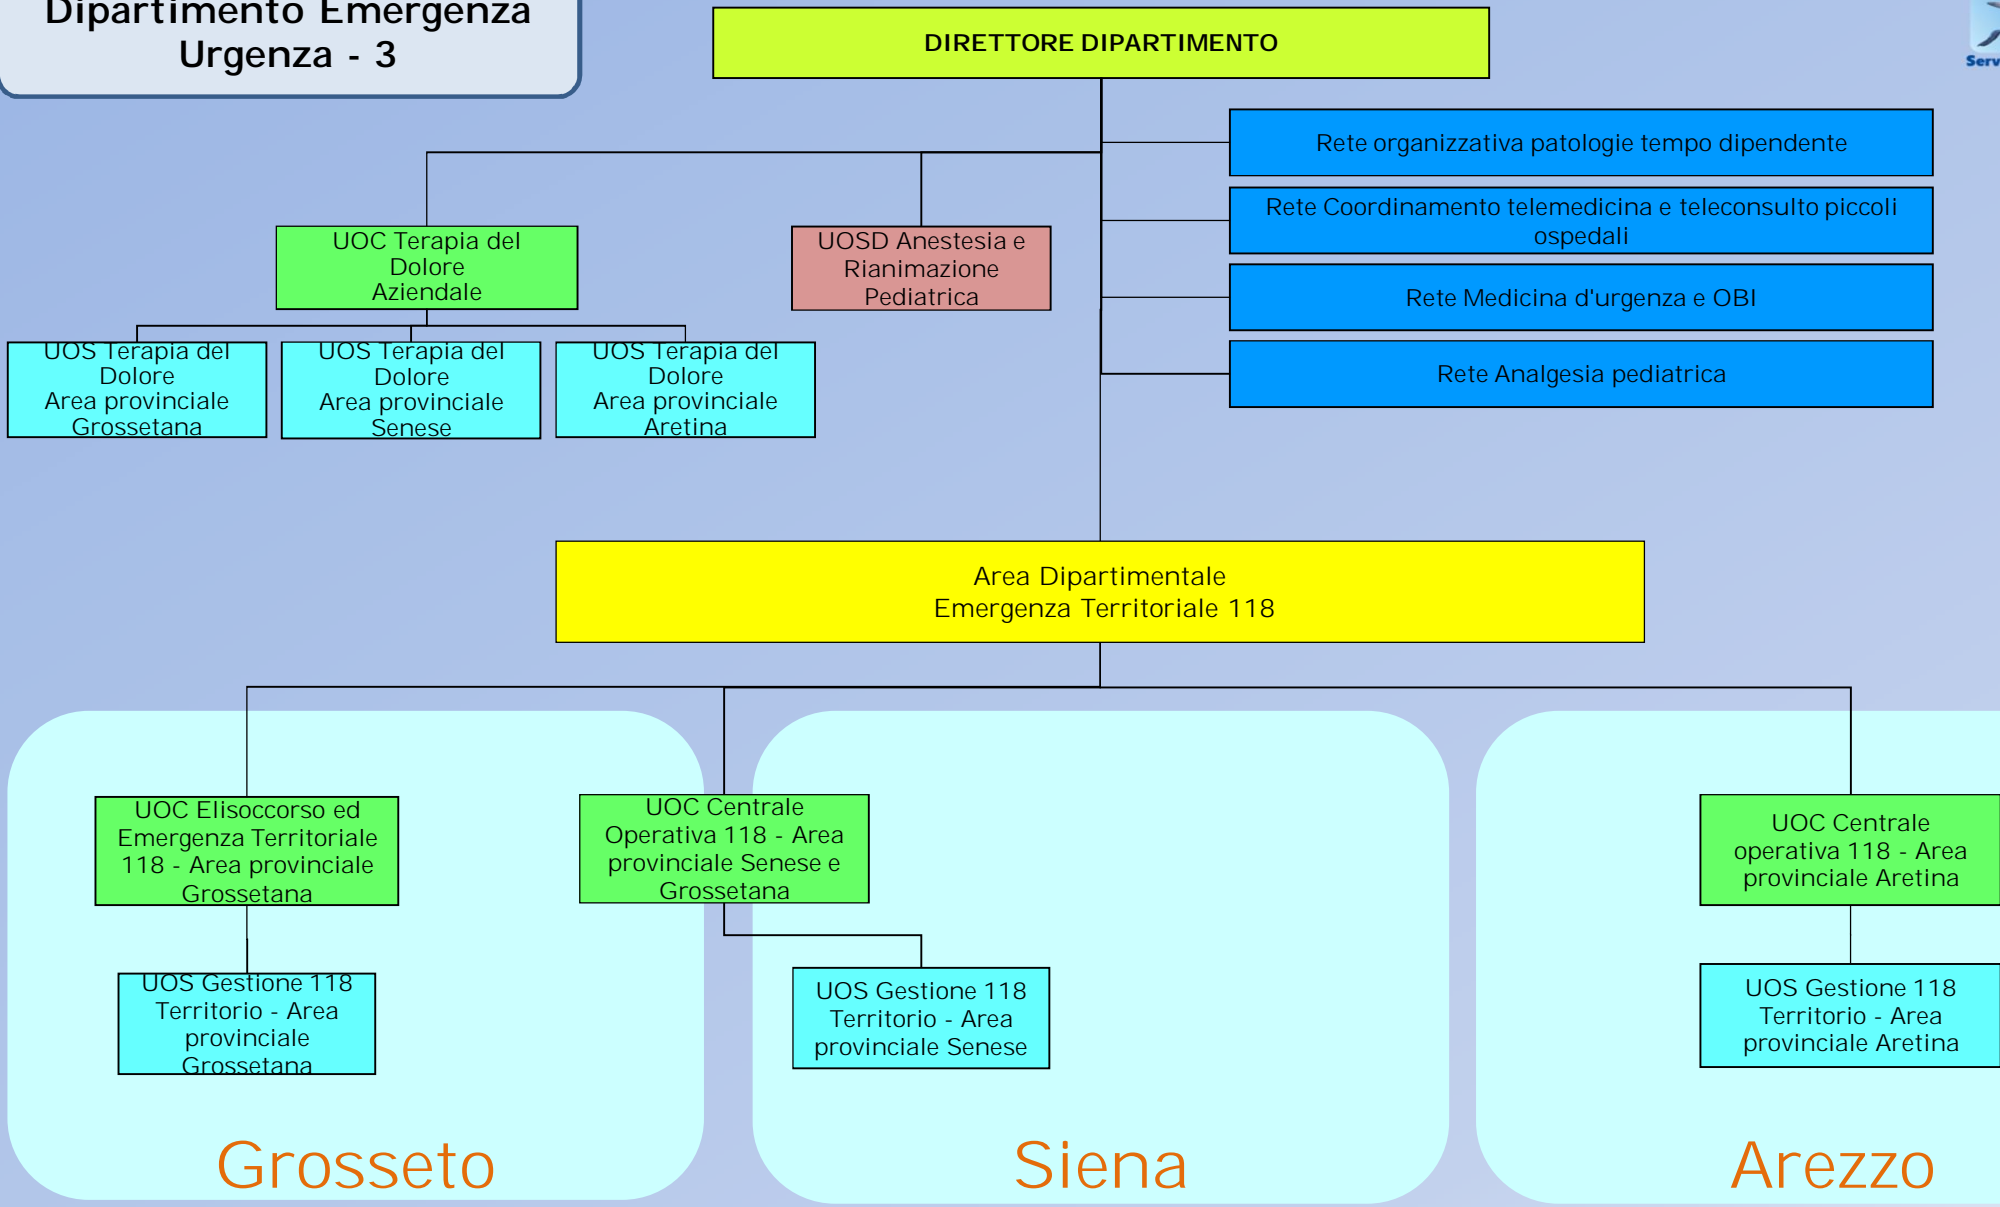 Dipartimento Emergenza
Urgenza - 3
DIRETTORE DIPARTIMENTO
Rete organizzativa patologie tempo dipendente
Rete Coordinamento telemedicina e teleconsulto piccoli
ospedali
Rete Medicina d'urgenza e OBI
Rete Analgesia pediatrica
UOC Terapia del
Dolore
Aziendale
UOSD Anestesia e
Rianimazione
Pediatrica
UOS Terapia del
Dolore
Area provinciale
Grossetana
UOS Terapia del
Dolore
Area provinciale
Senese
UOS Terapia del
Dolore
Area provinciale
Aretina
Area Dipartimentale
Emergenza Territoriale 118
UOC Elisoccorso ed
Emergenza Territoriale
118 - Area provinciale
Grossetana
UOC Centrale
Operativa 118 - Area
provinciale Senese e
Grossetana
UOC Centrale
operativa 118 - Area
provinciale Aretina
UOS Gestione 118
Territorio - Area
provinciale
Grossetana
UOS Gestione 118
Territorio - Area
provinciale Senese
UOS Gestione 118
Territorio - Area
provinciale Aretina
Grosseto
Siena
Arezzo